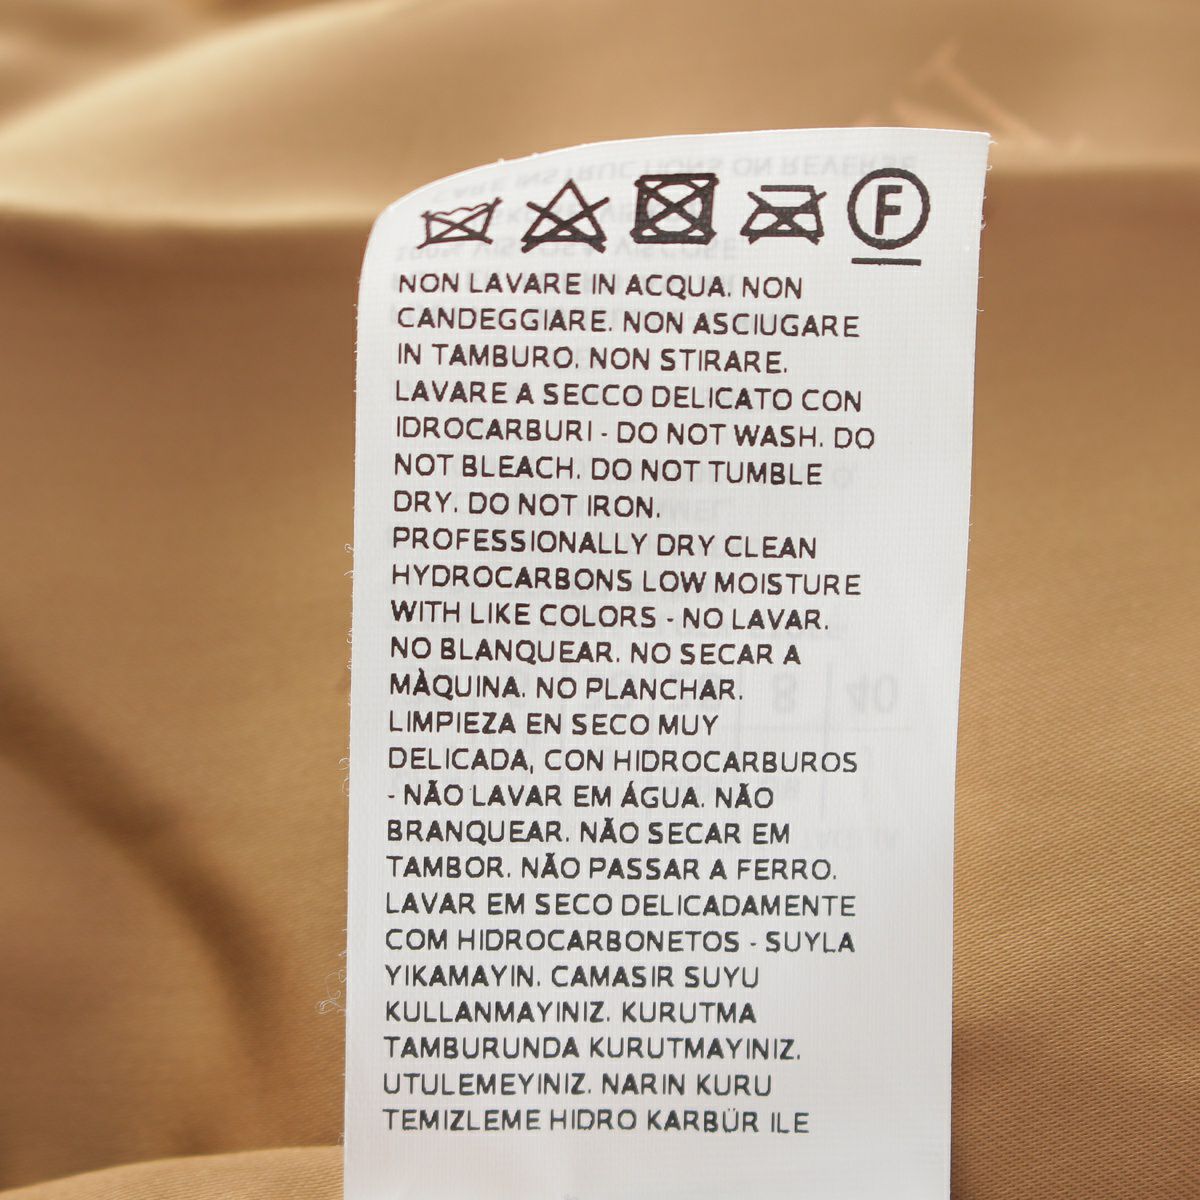 F
NON LAVARE IN ACQUA. NON
CANDEGGIARE. NON ASCIUGARE
IN TAMBURO. NON STIRARE.
LAVARE A SECCO DELICATO CON
IDROCARBURI - DO NOT WASH. DO
NOT BLEACH. DO NOT TUMBLE
DRY. DO NOT IRON.
PROFESSIONALLY DRY CLEAN
HYDROCARBONS LOW MOISTURE
WITH LIKE COLORS - NO LAVAR.
NO BLANQUEAR. NO SECAR A
MÀQUINA. NO PLANCHAR.
LIMPIEZA EN SECO MUY
DELICADA, CON HIDROCARBUROS
- NÃO LAVAR EM ÁGUA. NÃO
BRANQUEAR. NÃO SECAR EM
TAMBOR. NÃO PASSAR A FERRO.
LAVAR EM SECO DELICADAMENTE
COM HIDROCARBONETOS - SUYLA
YIKAMAYIN. CAMASIR SUYU
KULLANMAYINIZ. KURUTMA
TAMBURUNDA KURUTMAYINIZ.
UTULEMEYINIZ. NARIN KURU
TEMIZLEME HIDRO KARBÜR ILE